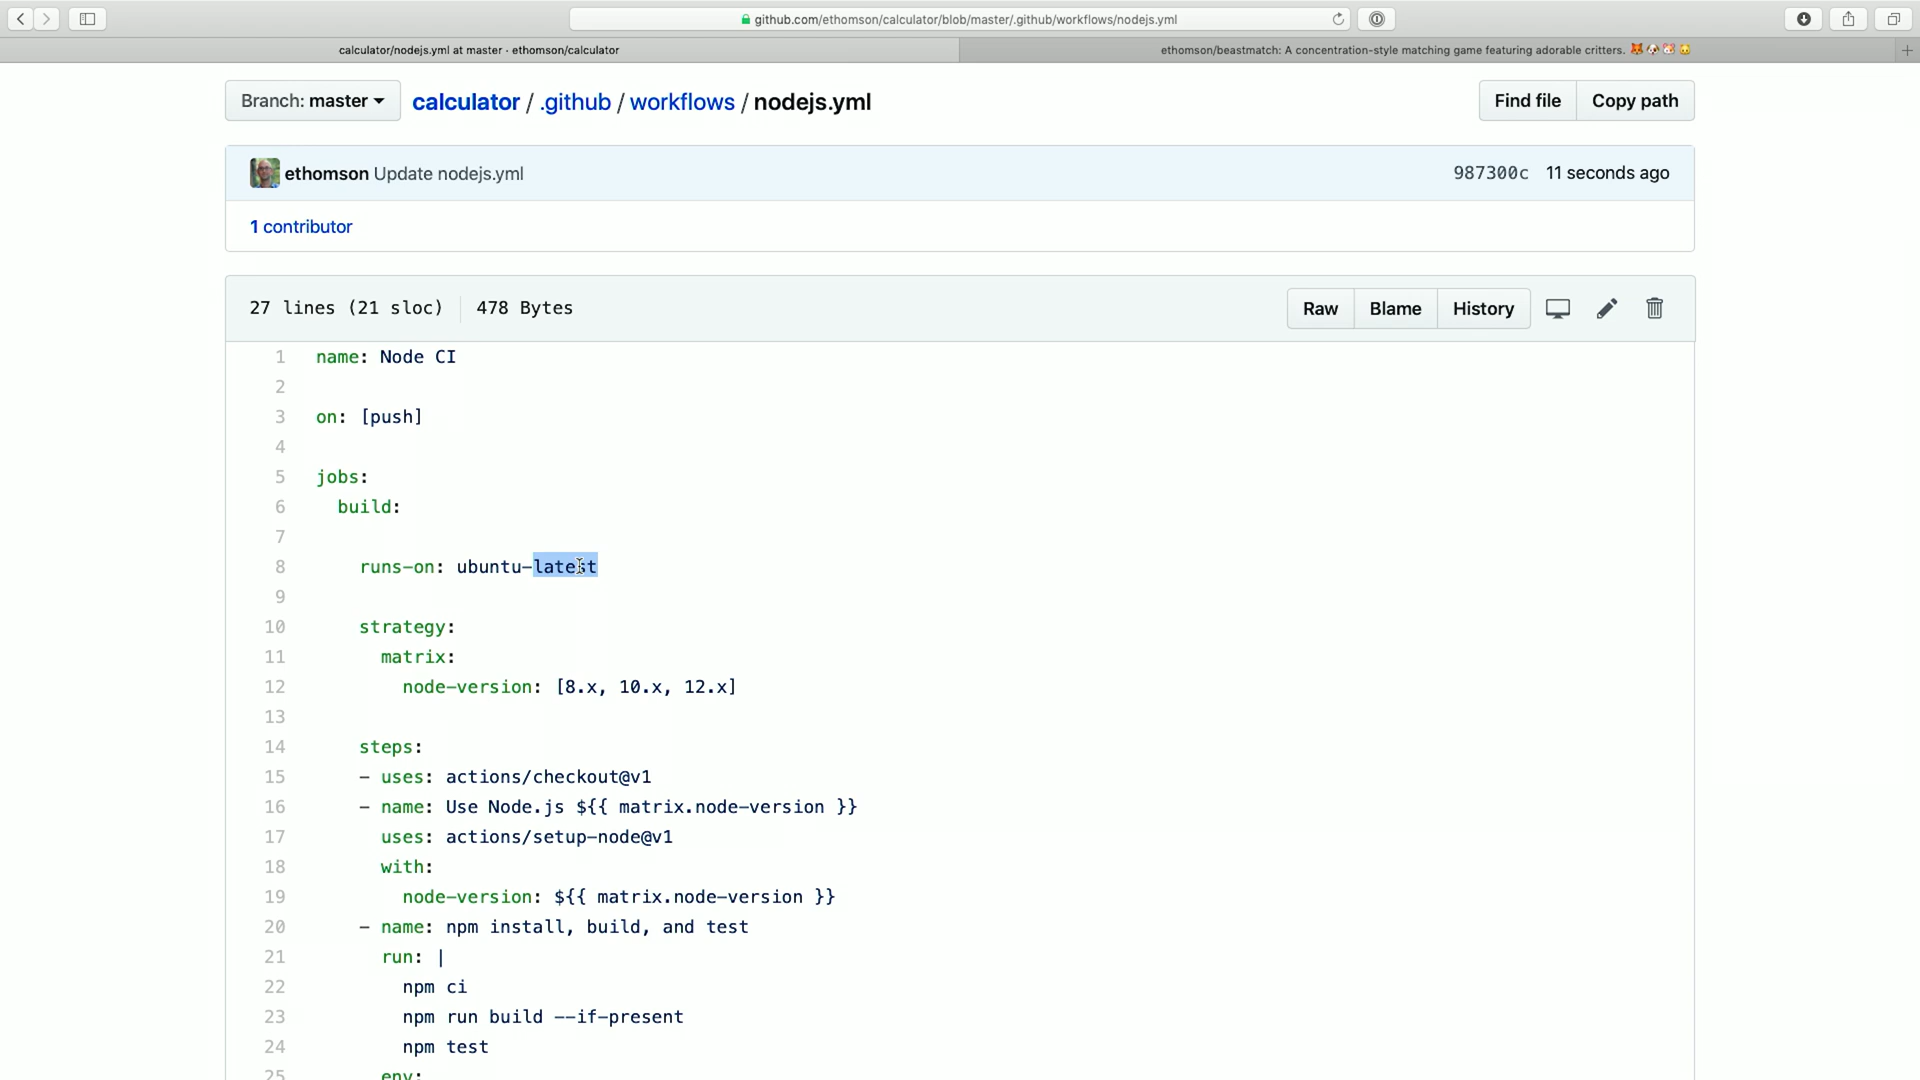 github.com/ethomson/calculator/blob/master/.github/workflows/nodejs.yml
calculator/nodejs.yml at master · ethomson/calculator
ethomson/beastmatch: A concentration-style matching game featuring adorable critters. 🦊🐶🐹🐱
Branch: master
calculator / .github / workflows / nodejs.yml
Find file
Copy path
ethomson Update nodejs.yml
987300c 11 seconds ago
1 contributor
27 lines (21 sloc) 478 Bytes
Raw
Blame
History
1 name: Node CI
2
3 on: [push]
4
5 jobs:
6   build:
7
8     runs-on: ubuntu-latest
9
10     strategy:
11       matrix:
12         node-version: [8.x, 10.x, 12.x]
13
14     steps:
15     - uses: actions/checkout@v1
16     - name: Use Node.js ${{ matrix.node-version }}
17       uses: actions/setup-node@v1
18       with:
19         node-version: ${{ matrix.node-version }}
20     - name: npm install, build, and test
21       run: |
22         npm ci
23         npm run build --if-present
24         npm test
25       env: